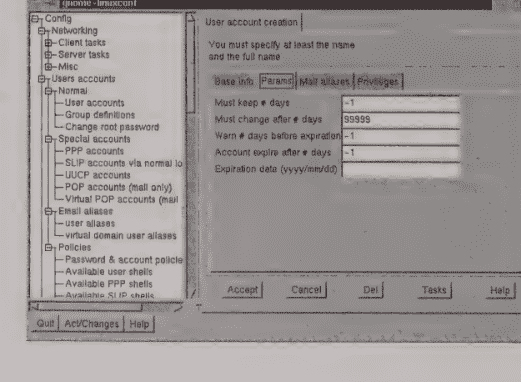 gnome-linuxconf
Config
Networking
Client tasks
Server tasks
Misc
Users accounts
Normal
User accounts
Group definitions
Change root password
Special accounts
PPP accounts
SLIP accounts via normal lo
UUCP accounts
POP accounts (mail only)
Virtual POP accounts (mail
Email aliases
user aliases
virtual domain user aliases
Policies
Password & account policie
Available user shells
Available PPP shells
Available SLIP shells
Quit Act/Changes Help
User account creation
You must specify at least the name
and the full name
Base info Params Mail aliases Privileges
Must keep # days -1
Must change after # days 99999
Warn # days before expiration -1
Account expire after # days -1
Expiration date (yyyy/mm/dd)
Accept Cancel Del Tasks Help